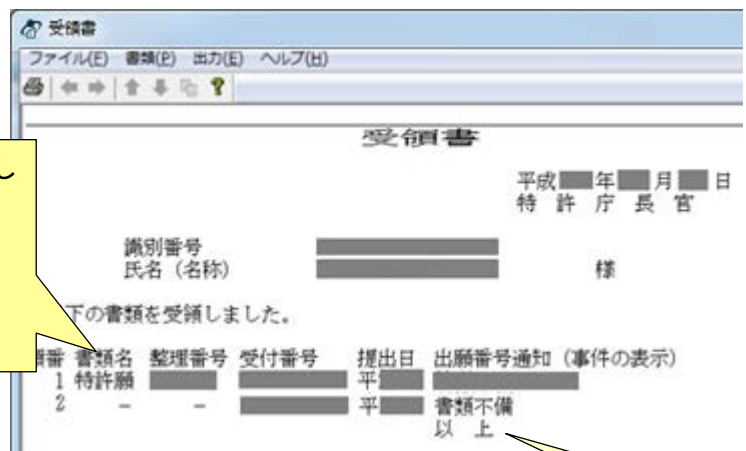 受領書
ファイル(F) 書類(P) 出力(E) ヘルプ(H)
受領書
平成 年 月 日
特 許 庁 長 官
識別番号
氏名（名称） 様
下の書類を受領しました。
番 書類名 整理番号 受付番号 提出日 出願番号通知（事件の表示）
1 特許願 平
2 － － 平 書類不備
以 上
し